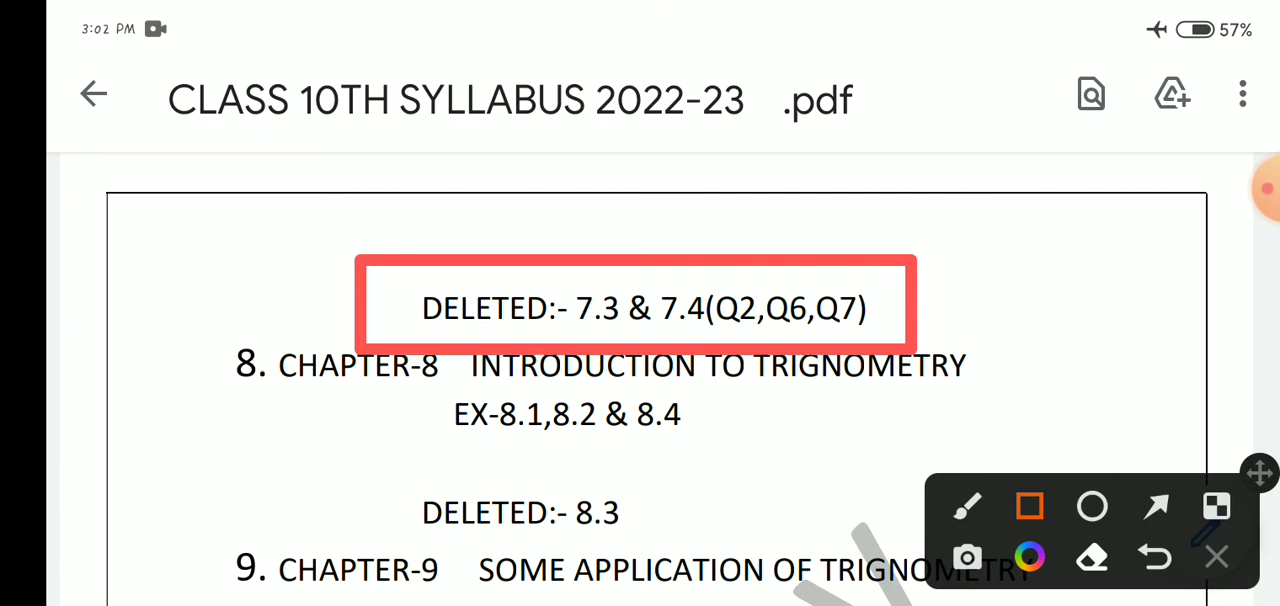 3:02 PM
57%
CLASS 10TH SYLLABUS 2022-23 .pdf
DELETED:- 7.3 & 7.4(Q2,Q6,Q7)
8. CHAPTER-8 INTRODUCTION TO TRIGNOMETRY
EX-8.1,8.2 & 8.4
DELETED:- 8.3
9. CHAPTER-9 SOME APPLICATION OF TRIGNOMETRY